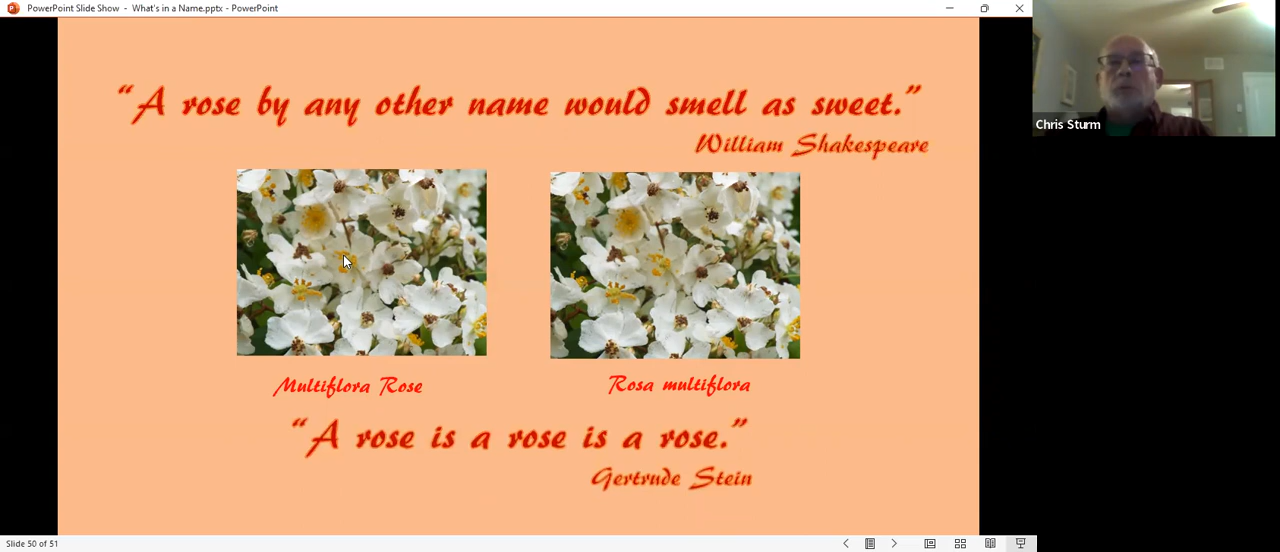 PowerPoint Slide Show - What's in a Name.pptx - PowerPoint
“A rose by any other name would smell as sweet.”
William Shakespeare
Chris Sturm
Multiflora Rose
Rosa multiflora
“A rose is a rose is a rose.”
Gertrude Stein
Slide 50 of 51